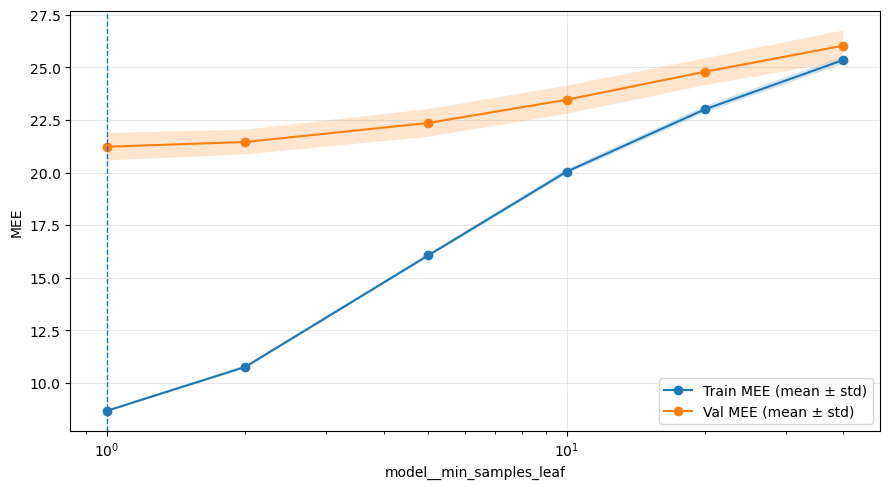 27.5
25.0
22.5
20.0
17.5
15.0
12.5
10.0
MEE
Train MEE (mean ± std)
Val MEE (mean ± std)
10⁰
10¹
model__min_samples_leaf